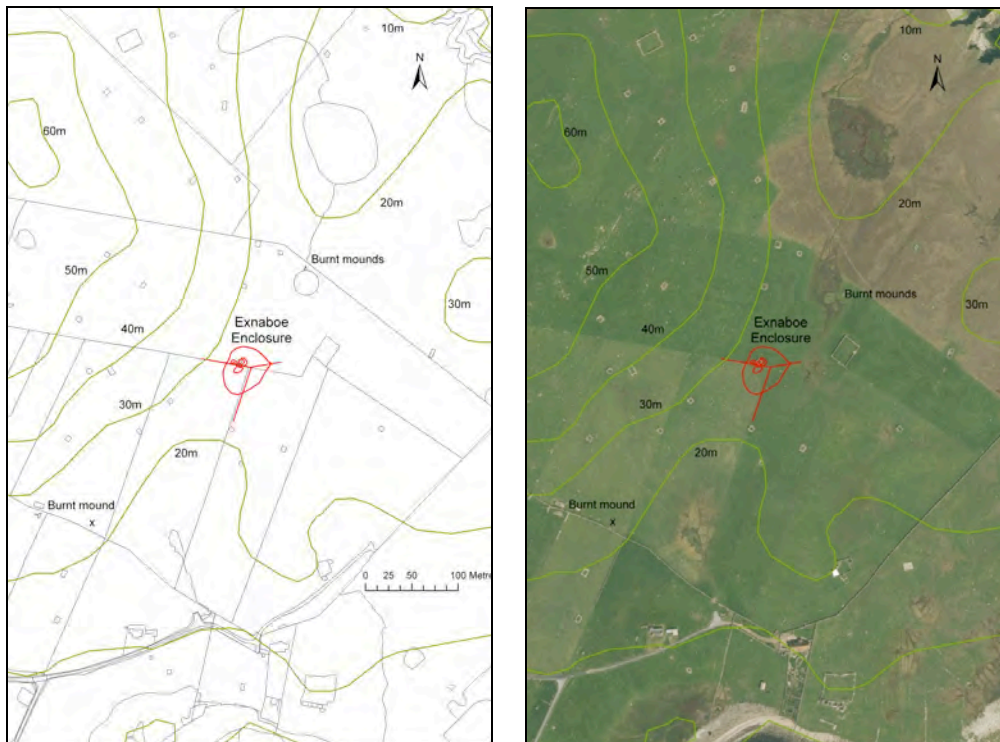 10m
N
60m
20m
Burnt mounds
50m
30m
40m
Exnaboe
Enclosure
30m
20m
Burnt mound
x
0 25 50 100 Metre
10m
N
60m
20m
50m
Burnt mounds
30m
40m
Exnaboe
Enclosure
30m
20m
Burnt mound
x